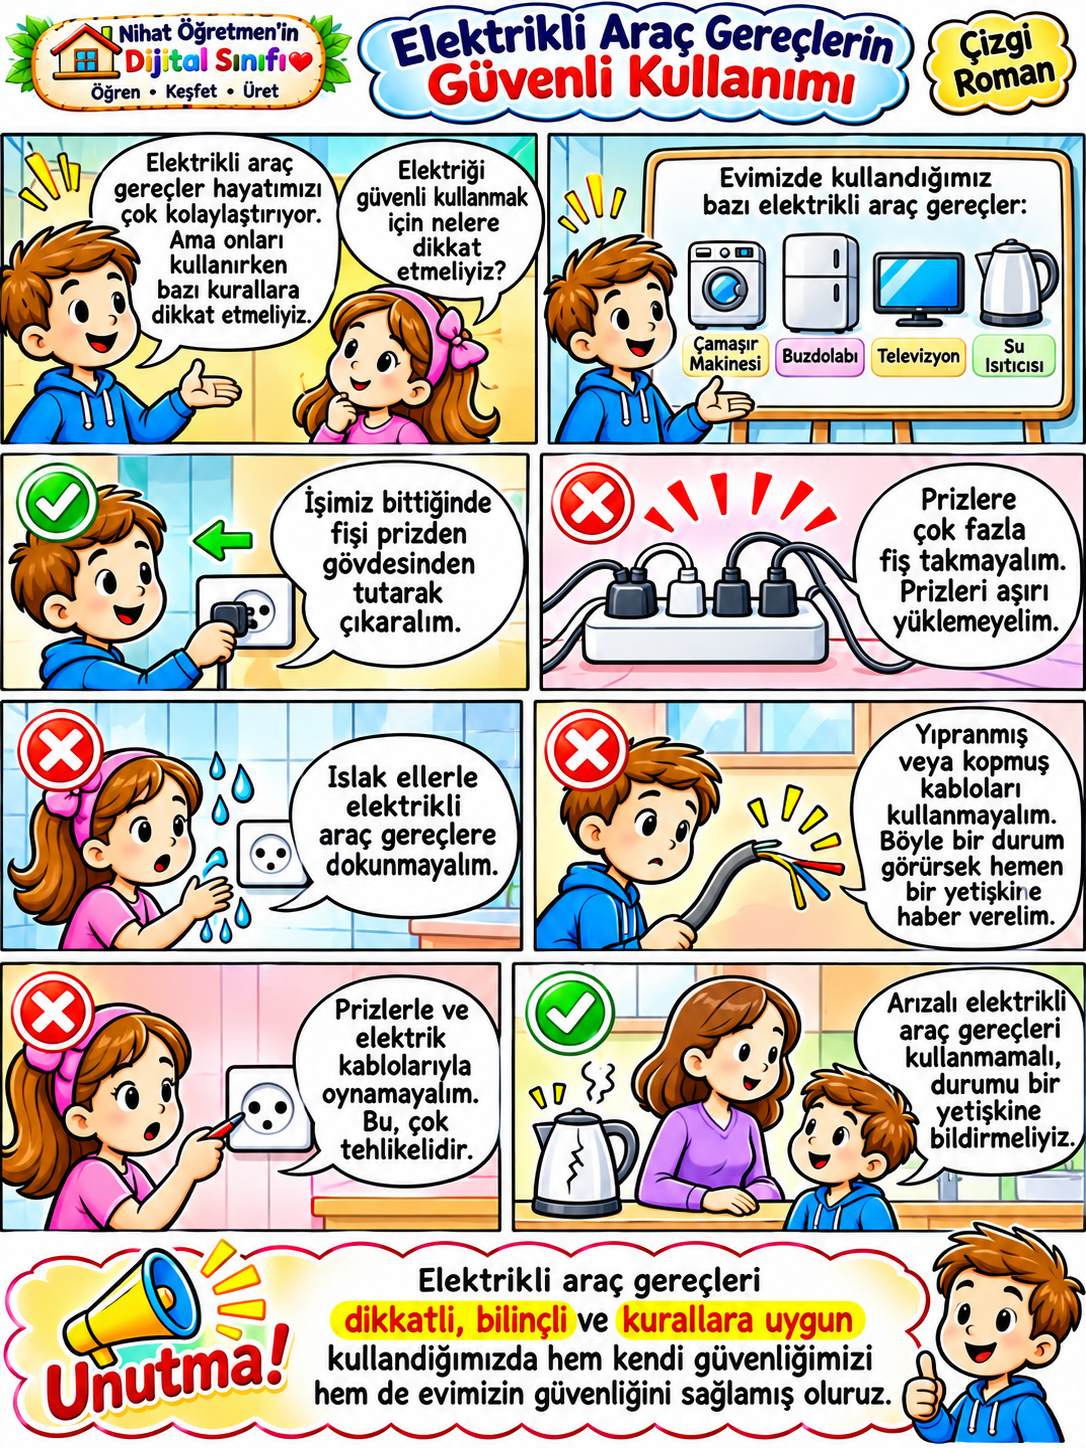 Nihat Öğretmen'in
Dijital Sınıfı
Öğren • Keşfet • Üret
Elektrikli Araç Gereçlerin
Güvenli Kullanımı
Çizgi
Roman
Elektrikli araç
gereçler hayatımızı
çok kolaylaştırıyor.
Ama onları
kullanırken
bazı kurallara
dikkat etmeliyiz.
Elektriği
güvenli kullanmak
için nelere
dikkat
etmeliyiz?
Evimizde kullandığımız
bazı elektrikli araç gereçler:
Çamaşır
Makinesi
Buzdolabı
Televizyon
Su
Isıtıcısı
İşimiz bittiğinde
fişi prizden
gövdesinden
tutarak
çıkaralım.
Prizlere
çok fazla
fiş takmayalım.
Prizleri aşırı
yüklemeyelim.
Islak ellerle
elektrikli
araç gereçlere
dokunmayalım.
Yıpranmış
veya kopmuş
kabloları
kullanmayalım.
Böyle bir durum
görürsek hemen
bir yetişkine
haber verelim.
Prizlerle ve
elektrik
kablolarıyla
oynamayalım.
Bu, çok
tehlikelidir.
Arızalı elektrikli
araç gereçleri
kullanmamalı,
durumu bir
yetişkine
bildirmeliyiz.
Unutma!
Elektrikli araç gereçleri
dikkatli, bilinçli ve kurallara uygun
kullandiğımızda hem kendi güvenliğimizi
hem de evimizin güvenliğini sağlamış oluruz.